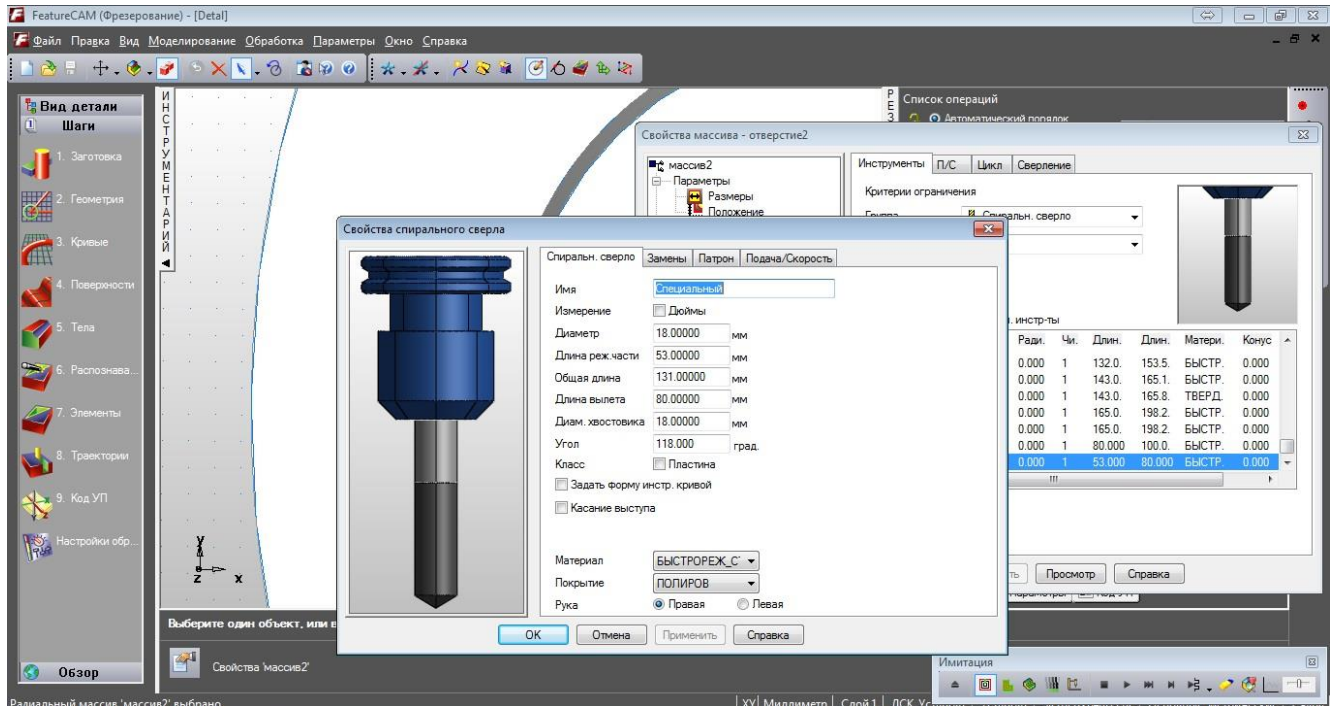 FeatureCAM (Фрезерование) - [Detal]
Файл Правка Вид Моделирование Обработка Параметры Окно Справка
Вид детали
Шаги
1. Заготовка
2. Геометрия
3. Кривые
4. Поверхности
5. Тела
6. Распознава...
7. Элементы
8. Траектории
9. Код УП
Настройки обр...
Обзор
ИНСТРУМЕНТАРИЙ
РЕЗ
Y
Z X
Список операций
Автоматический порядок
Свойства массива - отверстие2
массив2
Параметры
Размеры
Положение
Инструменты П/С Цикл Сверление
Критерии ограничения
Группа Спиральн. сверло
. инстр-ты
Ради. Чи. Длин. Длин. Матери. Конус
0.000 1 132.0. 153.5. БЫСТР. 0.000
0.000 1 143.0. 165.1. БЫСТР. 0.000
0.000 1 143.0. 165.8. ТВЕРД. 0.000
0.000 1 165.0. 198.2. БЫСТР. 0.000
0.000 1 165.0. 198.2. БЫСТР. 0.000
0.000 1 80.000 100.0. БЫСТР. 0.000
0.000 1 53.000 80.000 БЫСТР. 0.000
Просмотр Справка
Свойства спирального сверла
Спиральн. сверло Замены Патрон Подача/Скорость
Имя Специальный
Измерение Дюймы
Диаметр 18.00000 мм
Длина реж.части 53.00000 мм
Общая длина 131.00000 мм
Длина вылета 80.00000 мм
Диам. хвостовика 18.00000 мм
Угол 118.000 град.
Класс Пластина
Задать форму инстр. кривой
Касание выступа
Материал БЫСТРОРЕЖ_С
Покрытие ПОЛИРОВ
Рука Правая Левая
OK Отмена Применить Справка
Выберите один объект, или в
Свойства 'массив2'
Имитация
Радиальный массив 'массив2' выбрано
XY Миллиметр Слой1